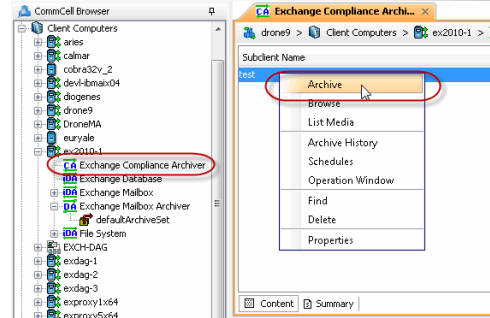 CommCell Browser
Client Computers
aries
calmar
cobra32v_2
devl-ibmaix04
diogenes
drone9
DroneMA
euryale
ex2010-1
CA Exchange Compliance Archiver
iDA Exchange Database
iDA Exchange Mailbox
DA Exchange Mailbox Archiver
defaultArchiveSet
iDA File System
EXCH-DAG
exdag-1
exdag-2
exdag-3
exproxy1x64
exproxy5x64
CA Exchange Compliance Archi... ×
drone9 > Client Computers > ex2010-1 >
Subclient Name
test
Archive
Browse
List Media
Archive History
Schedules
Operation Window
Find
Delete
Properties
Content
Summary